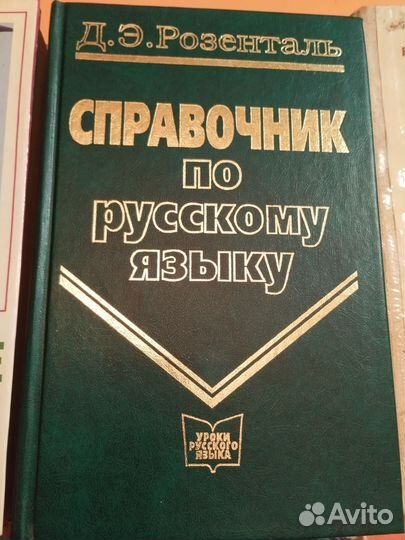 Д.Э.Розенталь
СПРАВОЧНИК
ПО
РУССКОМУ
ЯЗЫКУ
УРОКИ
РУССКОГО
ЯЗЫКА
Avito